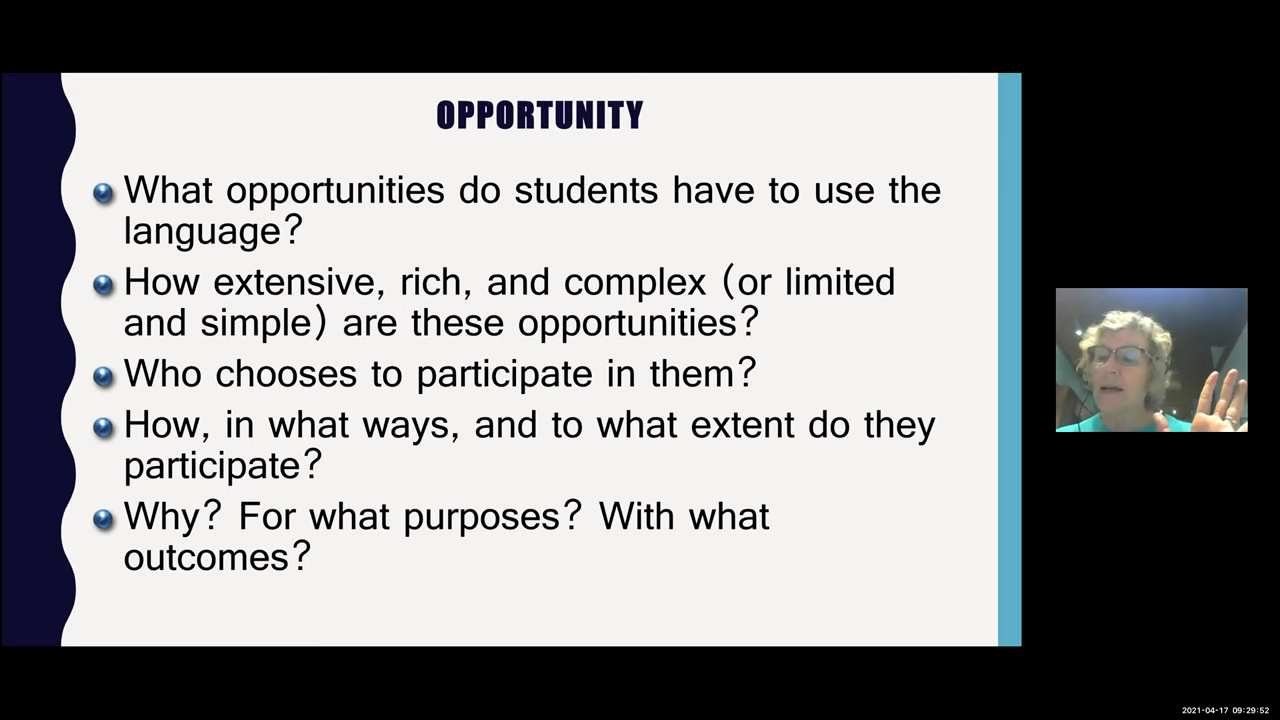 OPPORTUNITY
What opportunities do students have to use the
language?
How extensive, rich, and complex (or limited
and simple) are these opportunities?
Who chooses to participate in them?
How, in what ways, and to what extent do they
participate?
Why? For what purposes? With what
outcomes?
2021-04-17 09:29:52